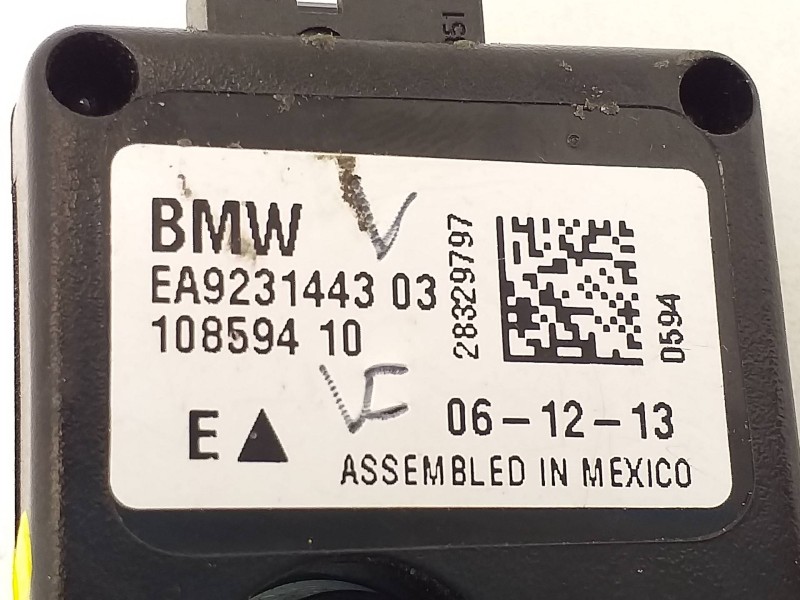 BMW
EA9231443 03
108594 10
28329797
0594
E
06-12-13
ASSEMBLED IN MEXICO